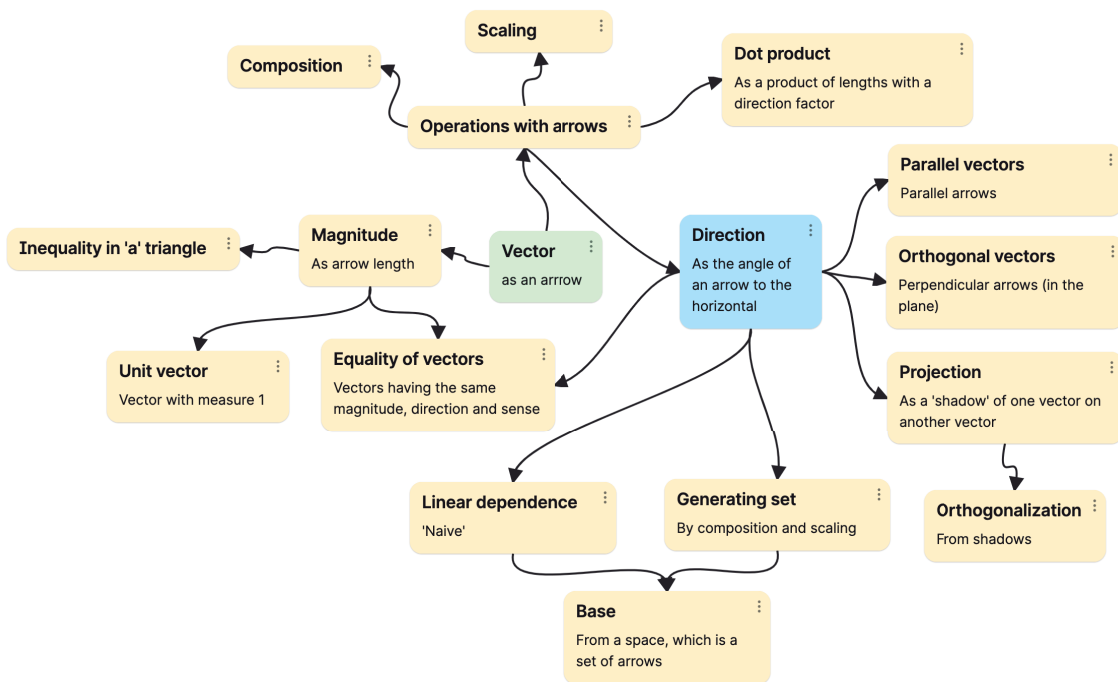 Scaling
Composition
Dot product
As a product of lengths with a
direction factor
Operations with arrows
Parallel vectors
Parallel arrows
Inequality in 'a' triangle
Magnitude
As arrow length
Vector
as an arrrow
Direction
As the angle of
an arrow to the
horizontal
Orthogonal vectors
Perpendicular arrows (in the
plane)
Unit vector
Vector with measure 1
Equality of vectors
Vectors having the same
magnitude, direction and sense
Projection
As a 'shadow' of one vector on
another vector
Linear dependence
'Naive'
Generating set
By composition and scaling
Orthogonalization
From shadows
Base
From a space, which is a
set of arrows